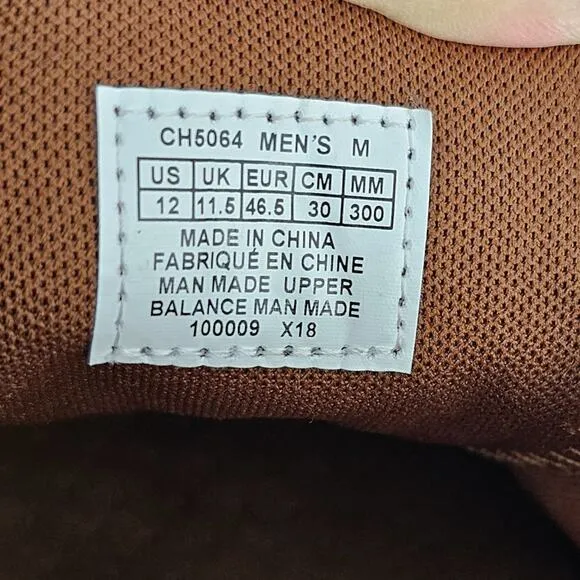 CH5064 MEN'S M
US UK EUR CM MM
12 11.5 46.5 30 300
MADE IN CHINA
FABRIQUÉ EN CHINE
MAN MADE UPPER
BALANCE MAN MADE
100009 X18